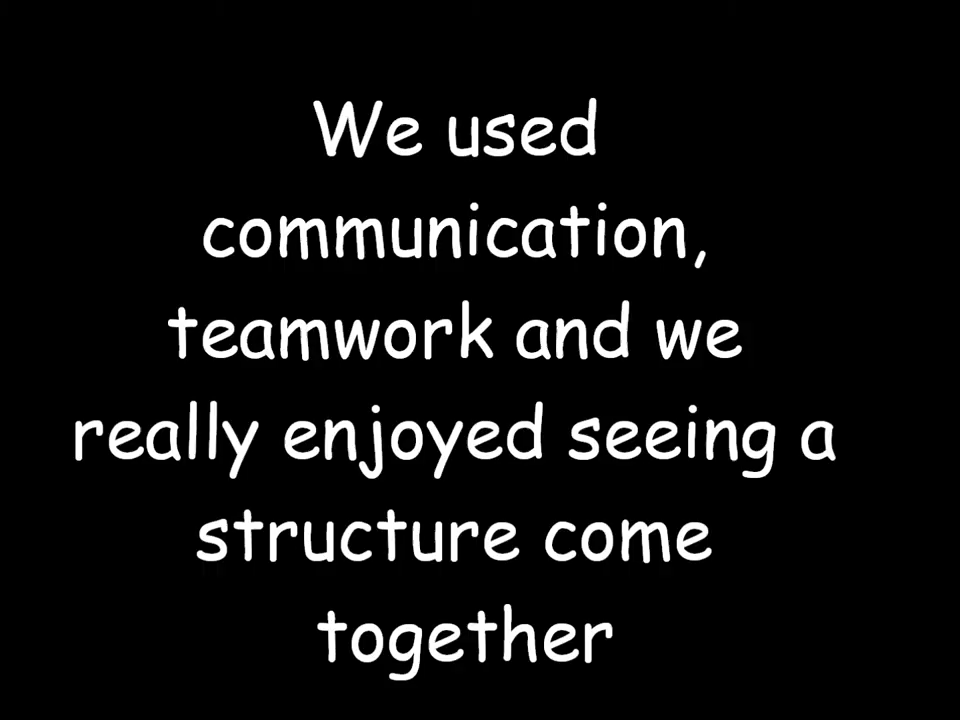 We used
communication,
teamwork and we
really enjoyed seeing a
structure come
together